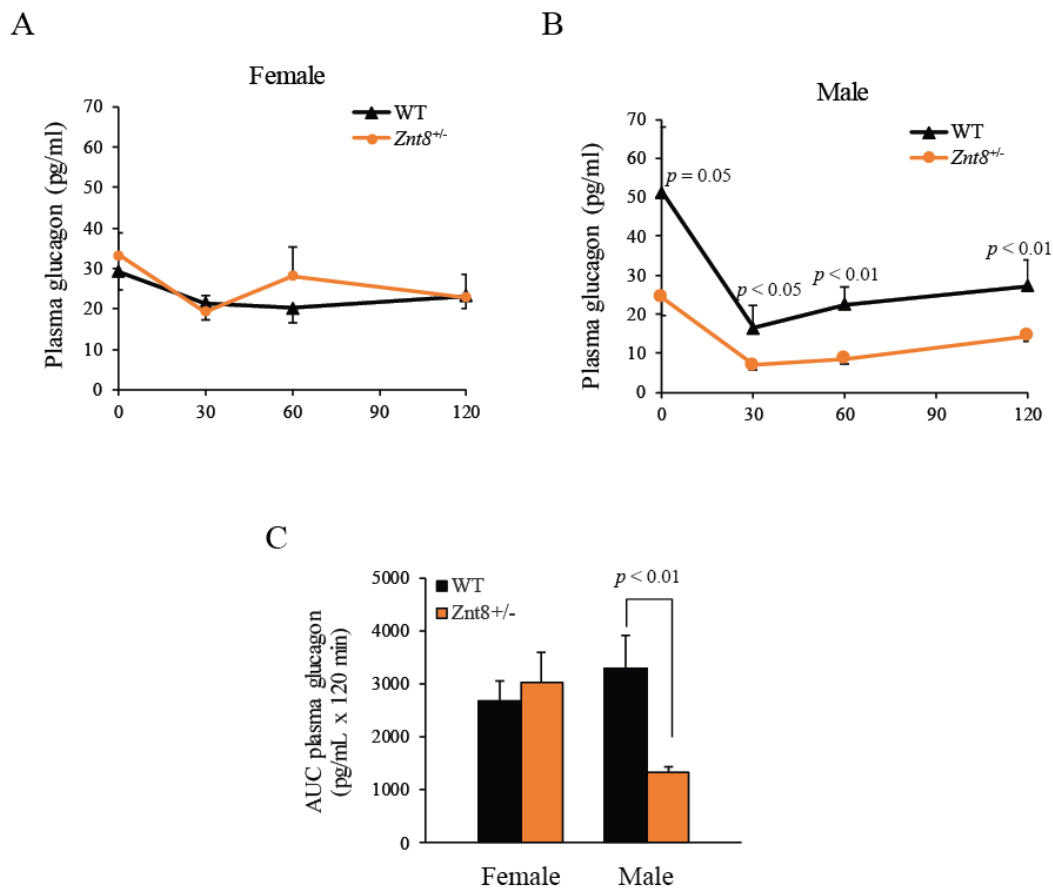 A
Female
70
60
50
40
30
20
10
0
Plasma glucagon (pg/ml)
WT
Znt8+/-
0 30 60 90 120
B
Male
70
60
50
40
30
20
10
0
Plasma glucagon (pg/ml)
WT
Znt8+/-
p = 0.05
p < 0.05
p < 0.01
p < 0.01
0 30 60 90 120
C
5000
4000
3000
2000
1000
0
AUC plasma glucagon
(pg/mL x 120 min)
WT
Znt8+/-
p < 0.01
Female Male